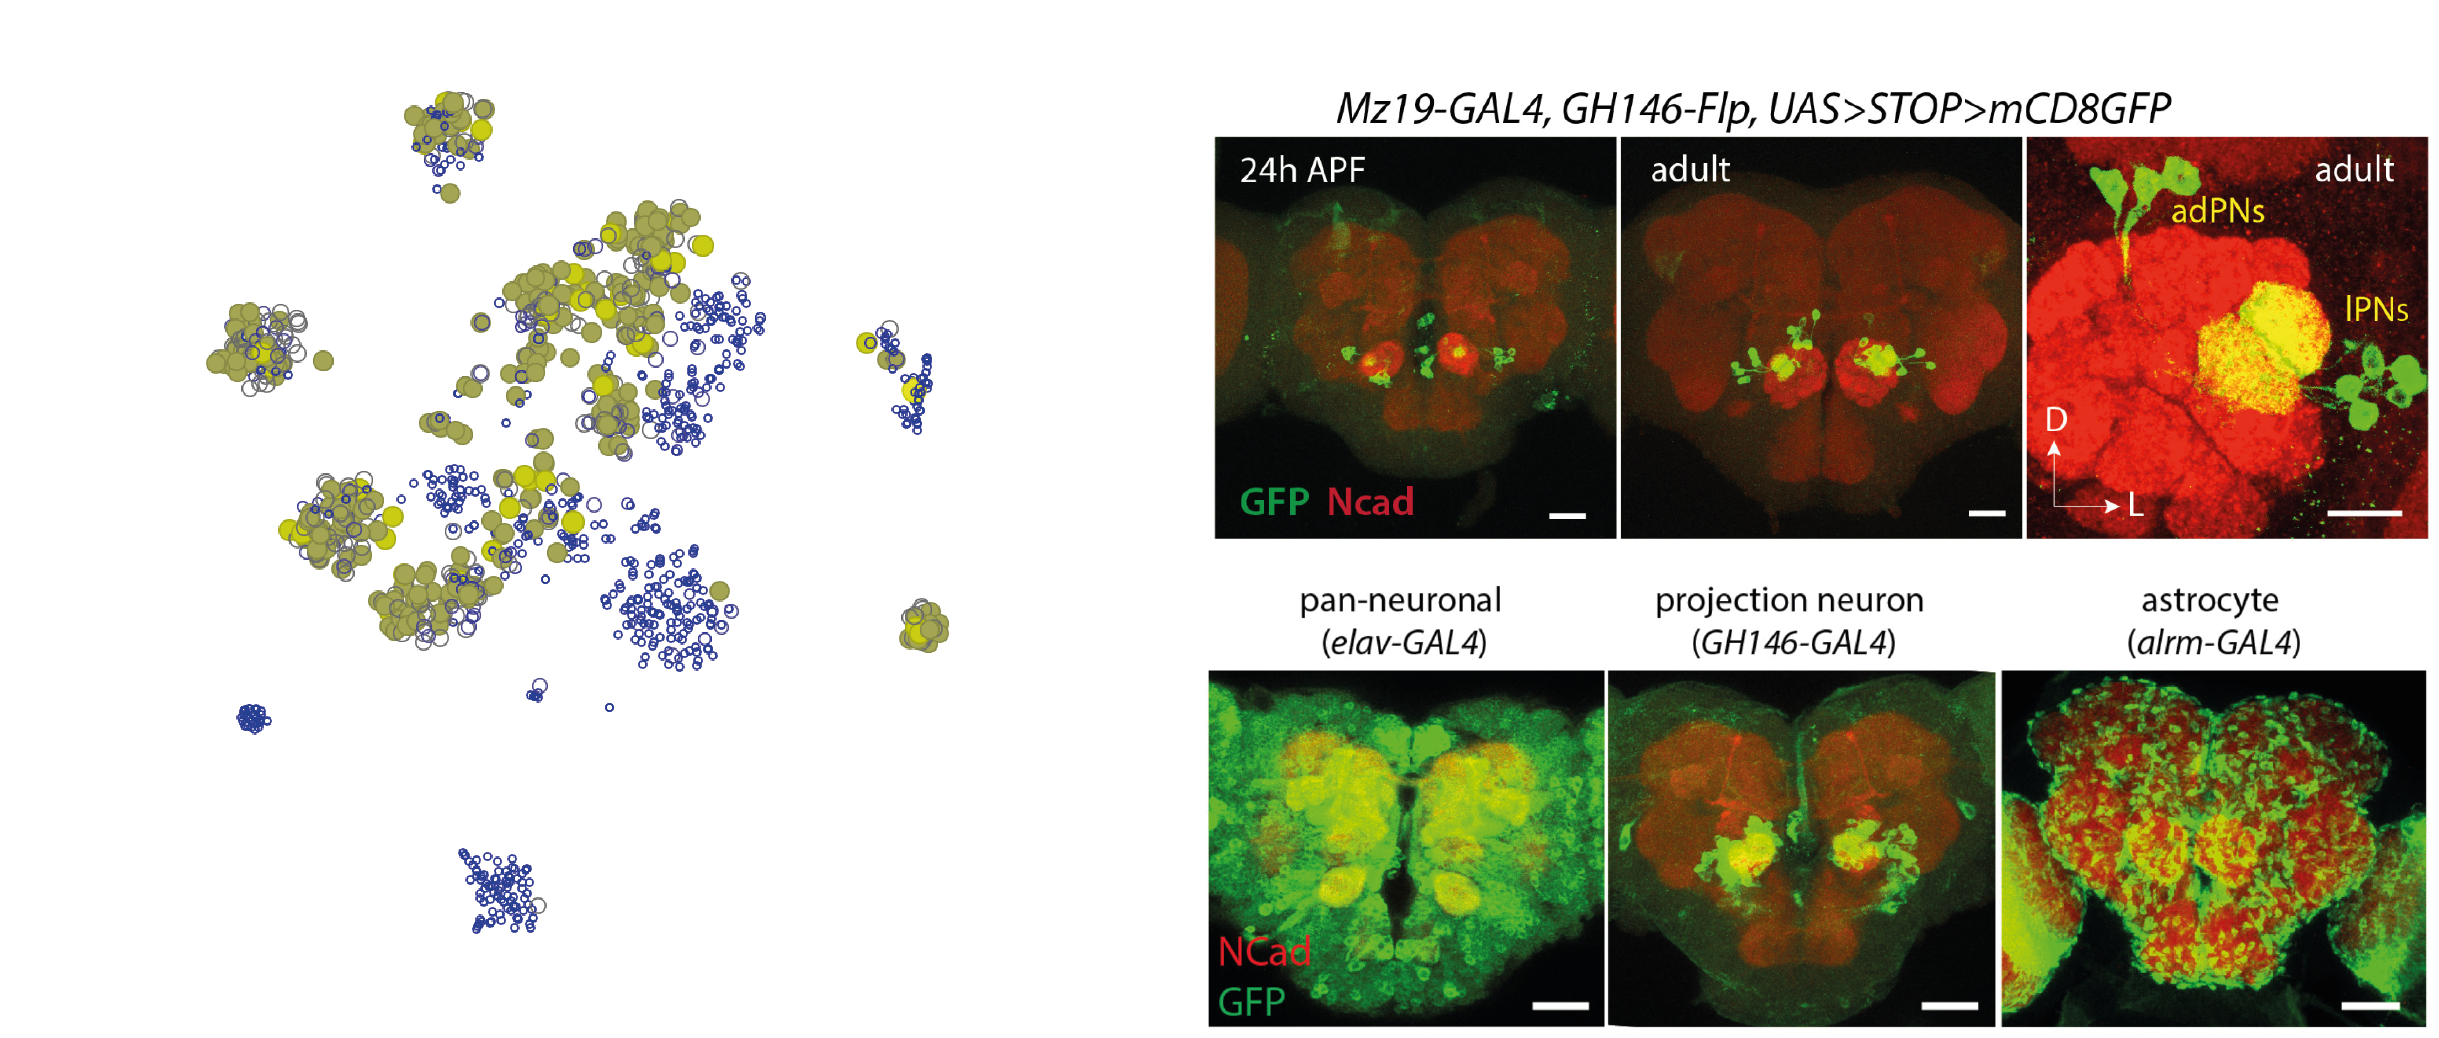 Mz19-GAL4, GH146-Flp, UAS>STOP>mCD8GFP
24h APF
adult
adult
adPNs
lPNs
D
L
GFP Ncad
pan-neuronal
(elav-GAL4)
projection neuron
(GH146-GAL4)
astrocyte
(alrm-GAL4)
NCad
GFP